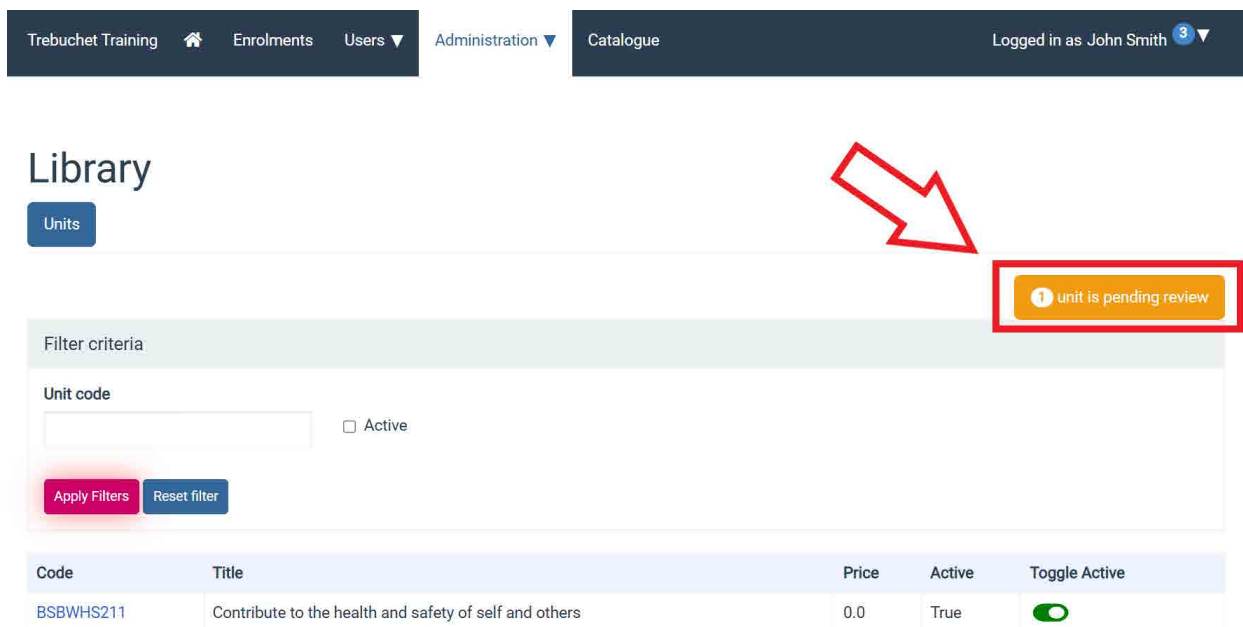 Trebuchet Training Enrolments Users ▼ Administration ▼ Catalogue Logged in as John Smith 3 ▼
Library
Units
1 unit is pending review
Filter criteria
Unit code
Active
Apply Filters Reset filter
Code Title Price Active Toggle Active
BSBWHS211 Contribute to the health and safety of self and others 0.0 True